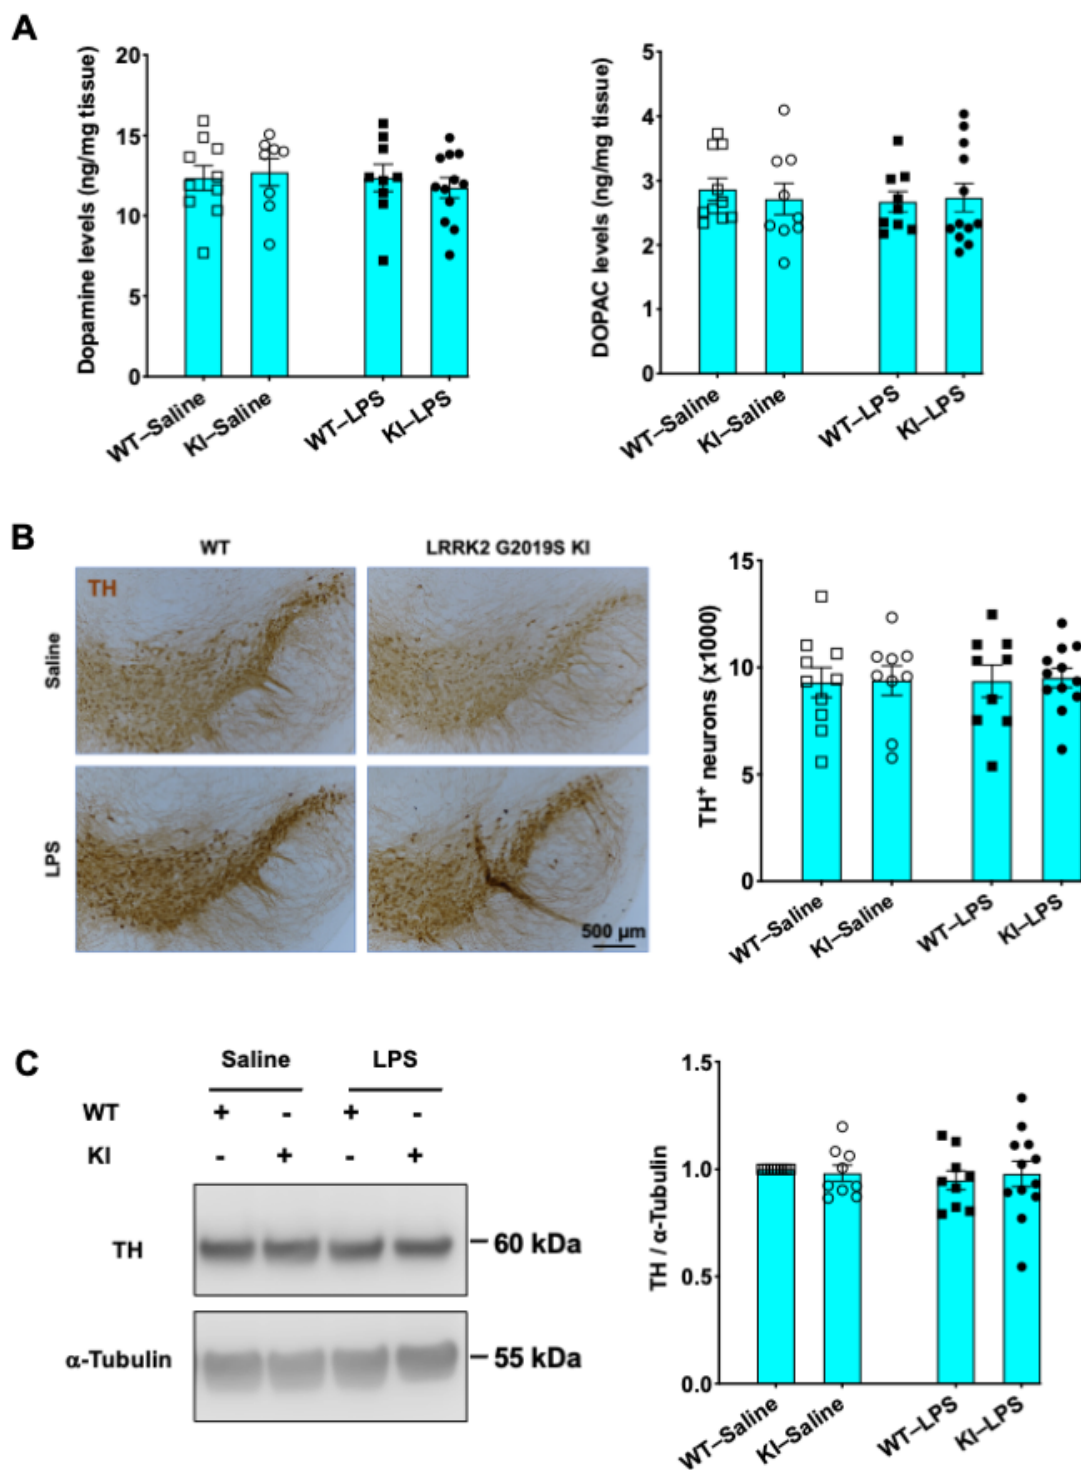 A
Dopamine levels (ng/mg tissue)
20
15
10
5
0
WT–Saline
KI–Saline
WT–LPS
KI–LPS
DOPAC levels (ng/mg tissue)
5
4
3
2
1
0
WT–Saline
KI–Saline
WT–LPS
KI–LPS
B
WT
LRRK2 G2019S KI
Saline
TH
LPS
500 µm
TH⁺ neurons (x1000)
15
10
5
0
WT–Saline
KI–Saline
WT–LPS
KI–LPS
C
Saline LPS
WT + - + -
KI - + - +
TH
60 kDa
α-Tubulin
55 kDa
TH / α-Tubulin
1.5
1.0
0.5
0.0
WT–Saline
KI–Saline
WT–LPS
KI–LPS